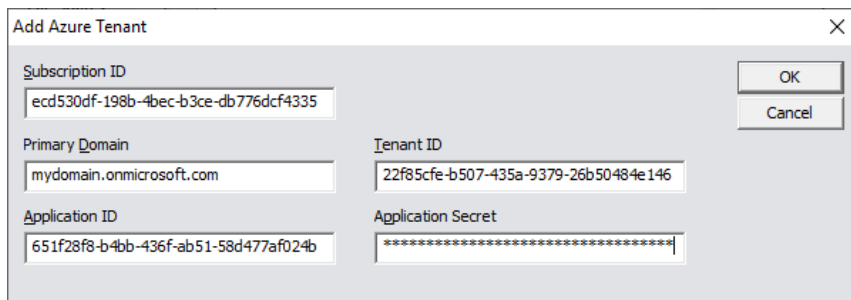 Add Azure Tenant
Subscription ID
OK
ecd530df-198b-4bec-b3ce-db776dcf4335
Cancel
Primary Domain
Tenant ID
mydomain.onmicrosoft.com
22f85cfe-b507-435a-9379-26b50484e146
Application ID
Application Secret
651f28f8-b4bb-436f-ab51-58d477af024b
**********************************